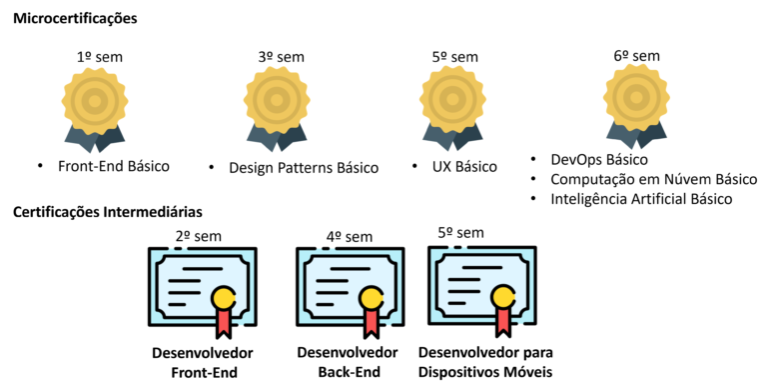 Microcertificações
1º sem
3º sem
5º sem
6º sem
• Front-End Básico
• Design Patterns Básico
• UX Básico
• DevOps Básico
• Computação em Núvem Básico
• Inteligência Artificial Básico
Certificações Intermediárias
2º sem
4º sem
5º sem
Desenvolvedor
Front-End
Desenvolvedor
Back-End
Desenvolvedor para
Dispositivos Móveis